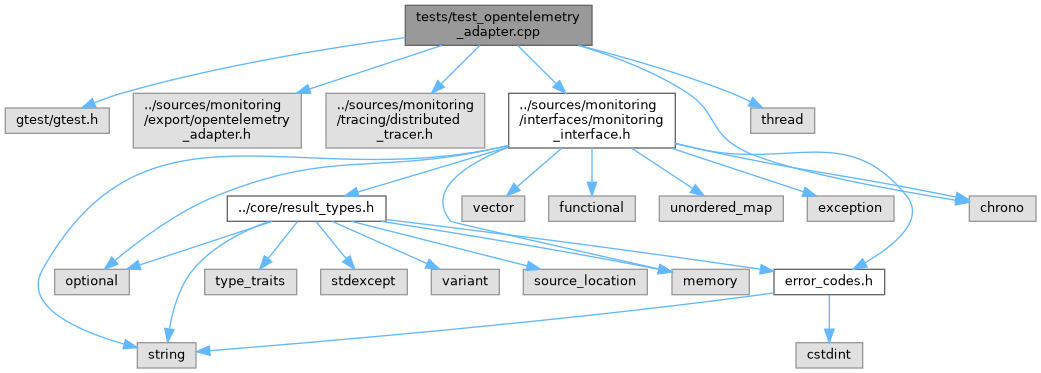 tests/test_opentelemetry
_adapter.cpp
gtest/gtest.h
../sources/monitoring
/export/opentelemetry
_adapter.h
../sources/monitoring
/tracing/distributed
_tracer.h
../sources/monitoring
/interfaces/monitoring
_interface.h
thread
../core/result_types.h
vector
functional
unordered_map
exception
chrono
optional
type_traits
stdexcept
variant
source_location
memory
error_codes.h
string
cstdint